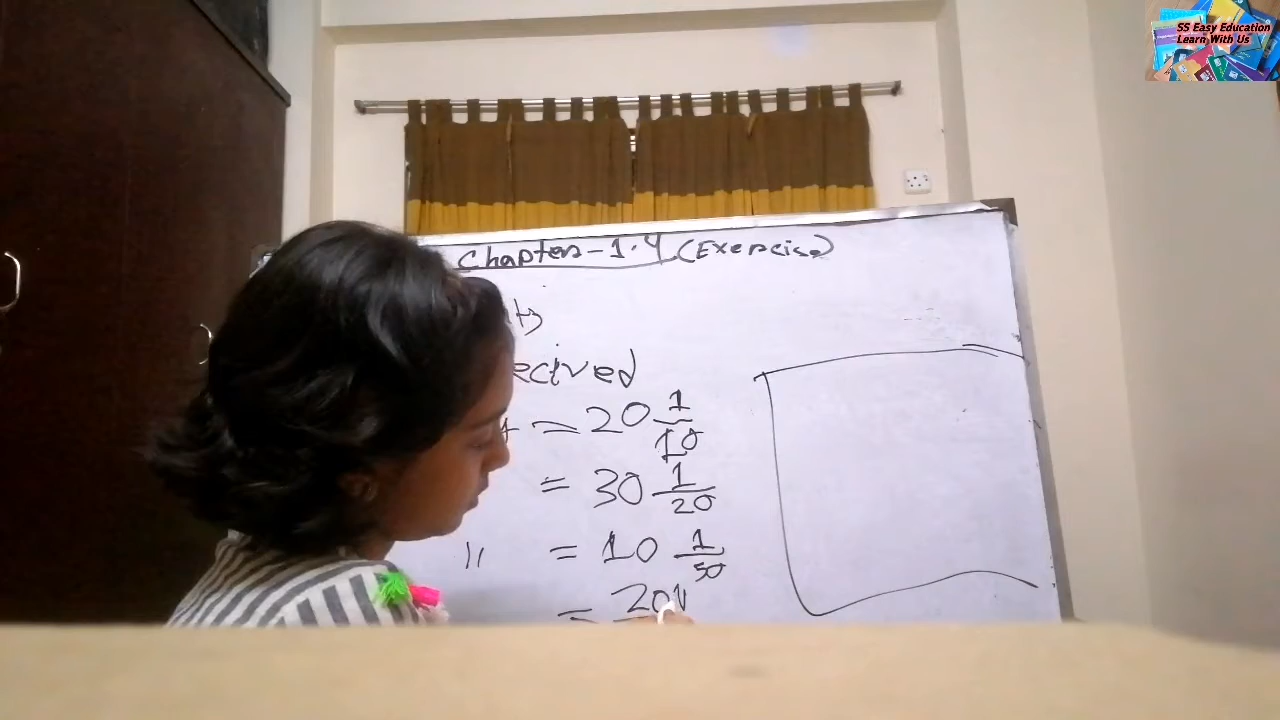 SS Easy Education
Learn With Us
Chapter-1.4 (Exercise)
ecived
= 20 1/10
= 30 1/20
" = 10 1/50
= 201